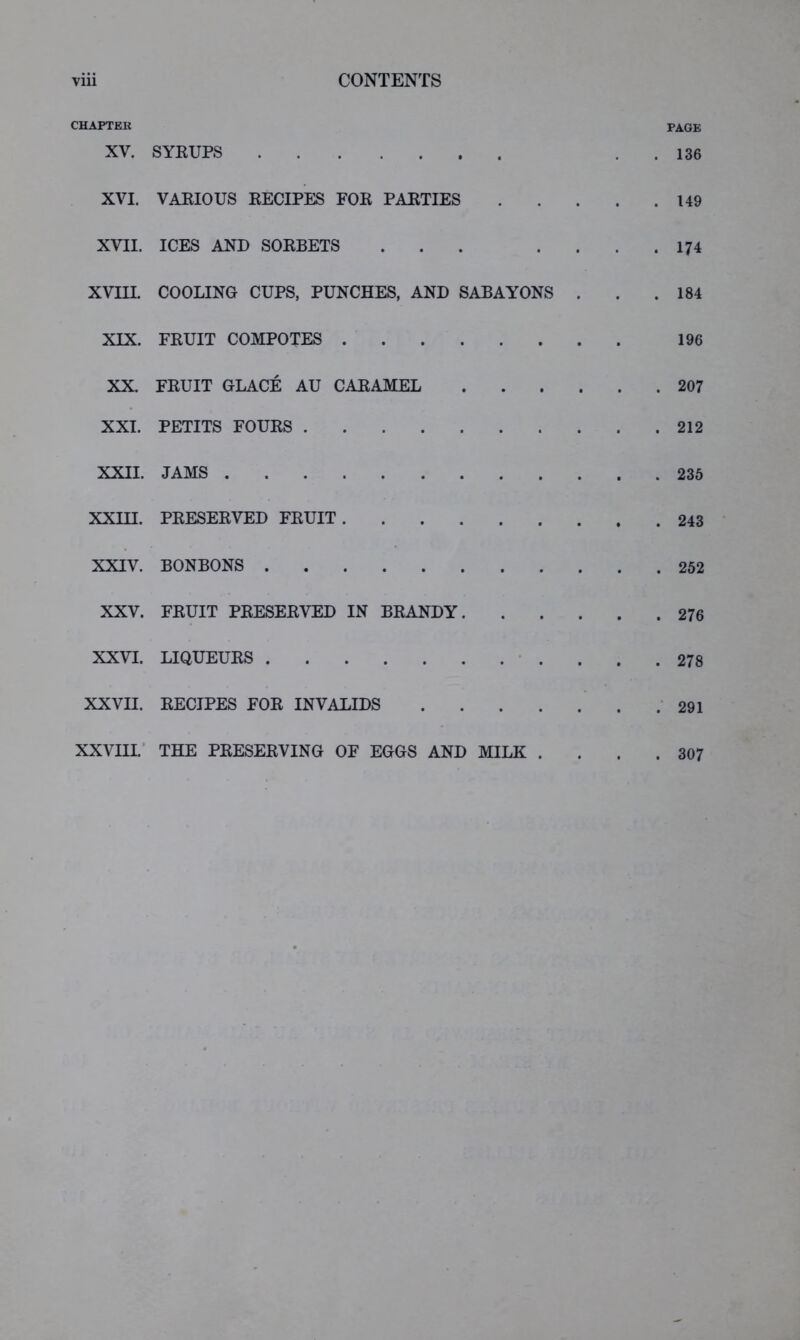 viii CONTENTS
CHAPTER PAGE
XV. SYRUPS . . . . . . . . . 136
XVI. VARIOUS RECIPES FOR PARTIES . . . . . 149
XVII. ICES AND SORBETS . . . . . . . 174
XVIII. COOLING CUPS, PUNCHES, AND SABAYONS . . . 184
XIX. FRUIT COMPOTES . . . . . . . . 196
XX. FRUIT GLACÉ AU CARAMEL . . . . . . 207
XXI. PETITS FOURS . . . . . . . . . . 212
XXII. JAMS . . . . . . . . . . . . 235
XXIII. PRESERVED FRUIT . . . . . . . . . 243
XXIV. BONBONS . . . . . . . . . . . 252
XXV. FRUIT PRESERVED IN BRANDY . . . . . . 276
XXVI. LIQUEURS . . . . . . . . . . . 278
XXVII. RECIPES FOR INVALIDS . . . . . . . 291
XXVIII. THE PRESERVING OF EGGS AND MILK . . . . 307